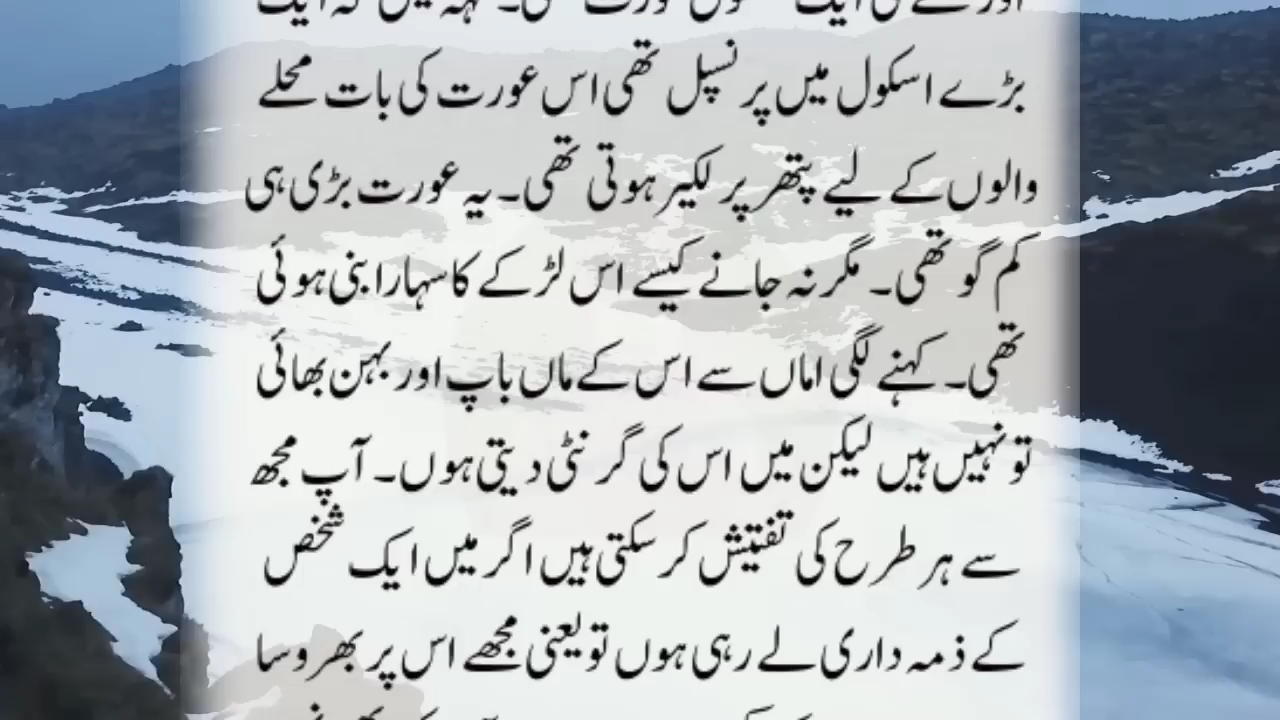 بڑے اسکول میں پرنسپل تھی اس عورت کی بات محلے
والوں کے لیے پتھر پر لکیر ہوتی تھی۔ یہ عورت بڑی ہی
کم گو تھی۔ مگر نہ جانے کیسے اس لڑکے کا سہارا بنی ہوئی
تھی۔ کہنے لگی اماں سے اس کے ماں باپ اور بہن بھائی
تو نہیں ہیں لیکن میں اس کی گرنٹی دیتی ہوں۔ آپ مجھ
سے ہر طرح کی تفتیش کر سکتی ہیں اگر میں ایک شخص
کے ذمہ داری لے رہی ہوں تو یعنی مجھے اس پر بھروسا